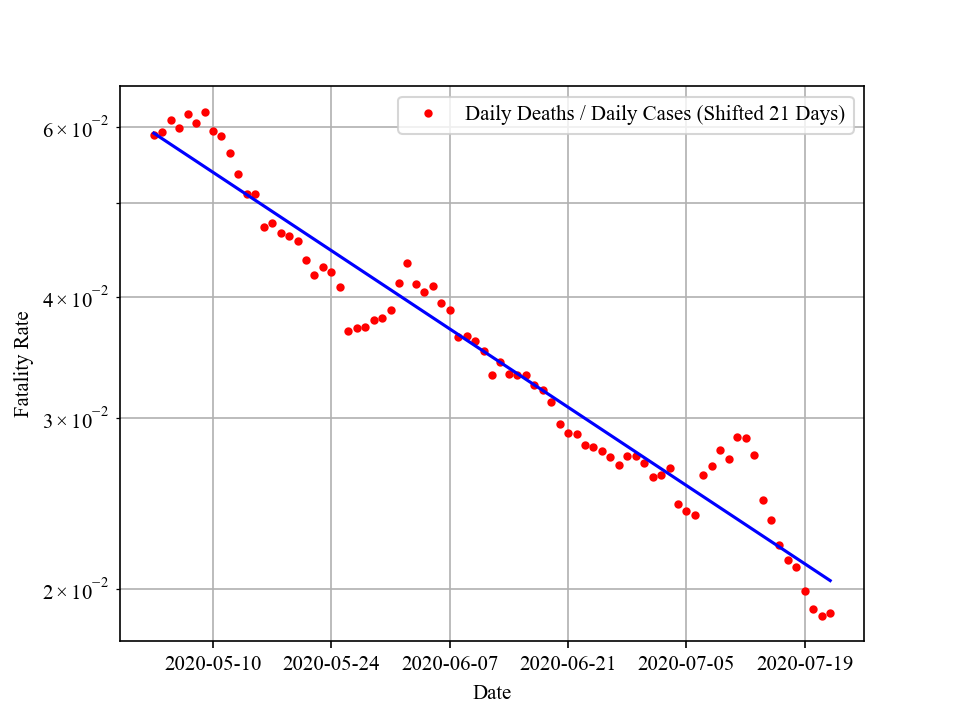 Daily Deaths / Daily Cases (Shifted 21 Days)
6 × 10⁻²
4 × 10⁻²
3 × 10⁻²
2 × 10⁻²
Fatality Rate
2020-05-10 2020-05-24 2020-06-07 2020-06-21 2020-07-05 2020-07-19
Date